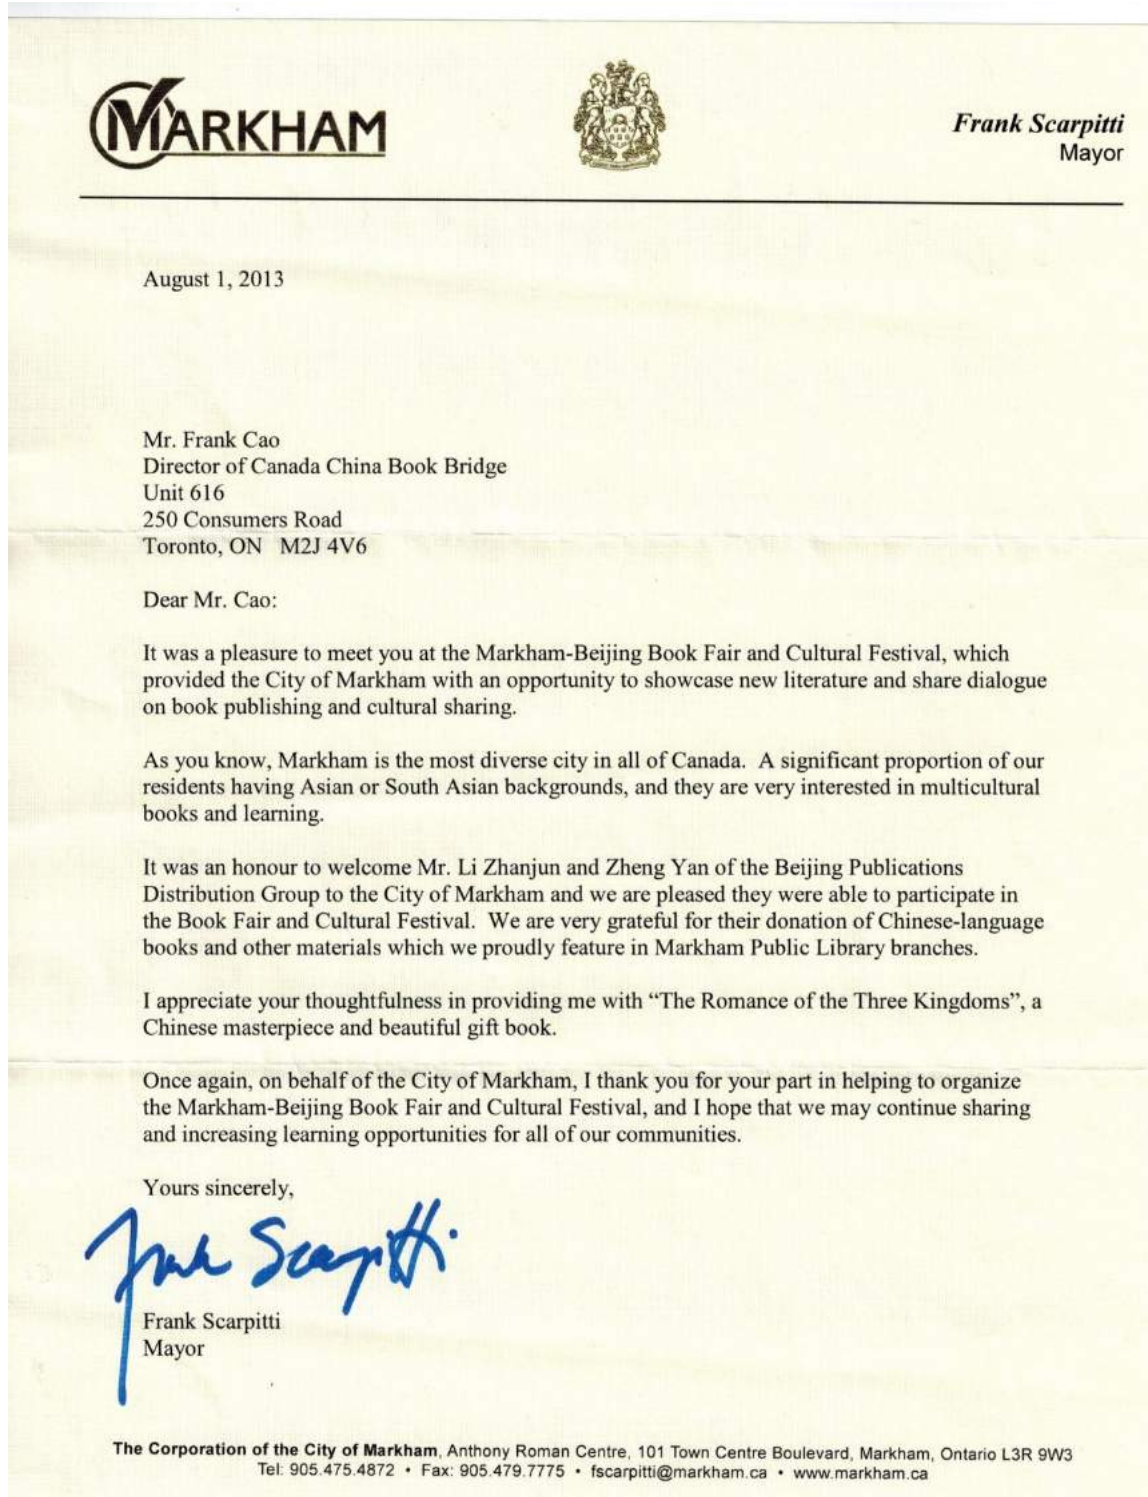 MARKHAM
Frank Scarpitti
Mayor
August 1, 2013
Mr. Frank Cao
Director of Canada China Book Bridge
Unit 616
250 Consumers Road
Toronto, ON M2J 4V6
Dear Mr. Cao:
It was a pleasure to meet you at the Markham-Beijing Book Fair and Cultural Festival, which
provided the City of Markham with an opportunity to showcase new literature and share dialogue
on book publishing and cultural sharing.
As you know, Markham is the most diverse city in all of Canada. A significant proportion of our
residents having Asian or South Asian backgrounds, and they are very interested in multicultural
books and learning.
It was an honour to welcome Mr. Li Zhanjun and Zheng Yan of the Beijing Publications
Distribution Group to the City of Markham and we are pleased they were able to participate in
the Book Fair and Cultural Festival. We are very grateful for their donation of Chinese-language
books and other materials which we proudly feature in Markham Public Library branches.
I appreciate your thoughtfulness in providing me with “The Romance of the Three Kingdoms”, a
Chinese masterpiece and beautiful gift book.
Once again, on behalf of the City of Markham, I thank you for your part in helping to organize
the Markham-Beijing Book Fair and Cultural Festival, and I hope that we may continue sharing
and increasing learning opportunities for all of our communities.
Yours sincerely,
Frank Scarpitti
Frank Scarpitti
Mayor
The Corporation of the City of Markham, Anthony Roman Centre, 101 Town Centre Boulevard, Markham, Ontario L3R 9W3
Tel: 905.475.4872 • Fax: 905.479.7775 • fscarpitti@markham.ca • www.markham.ca